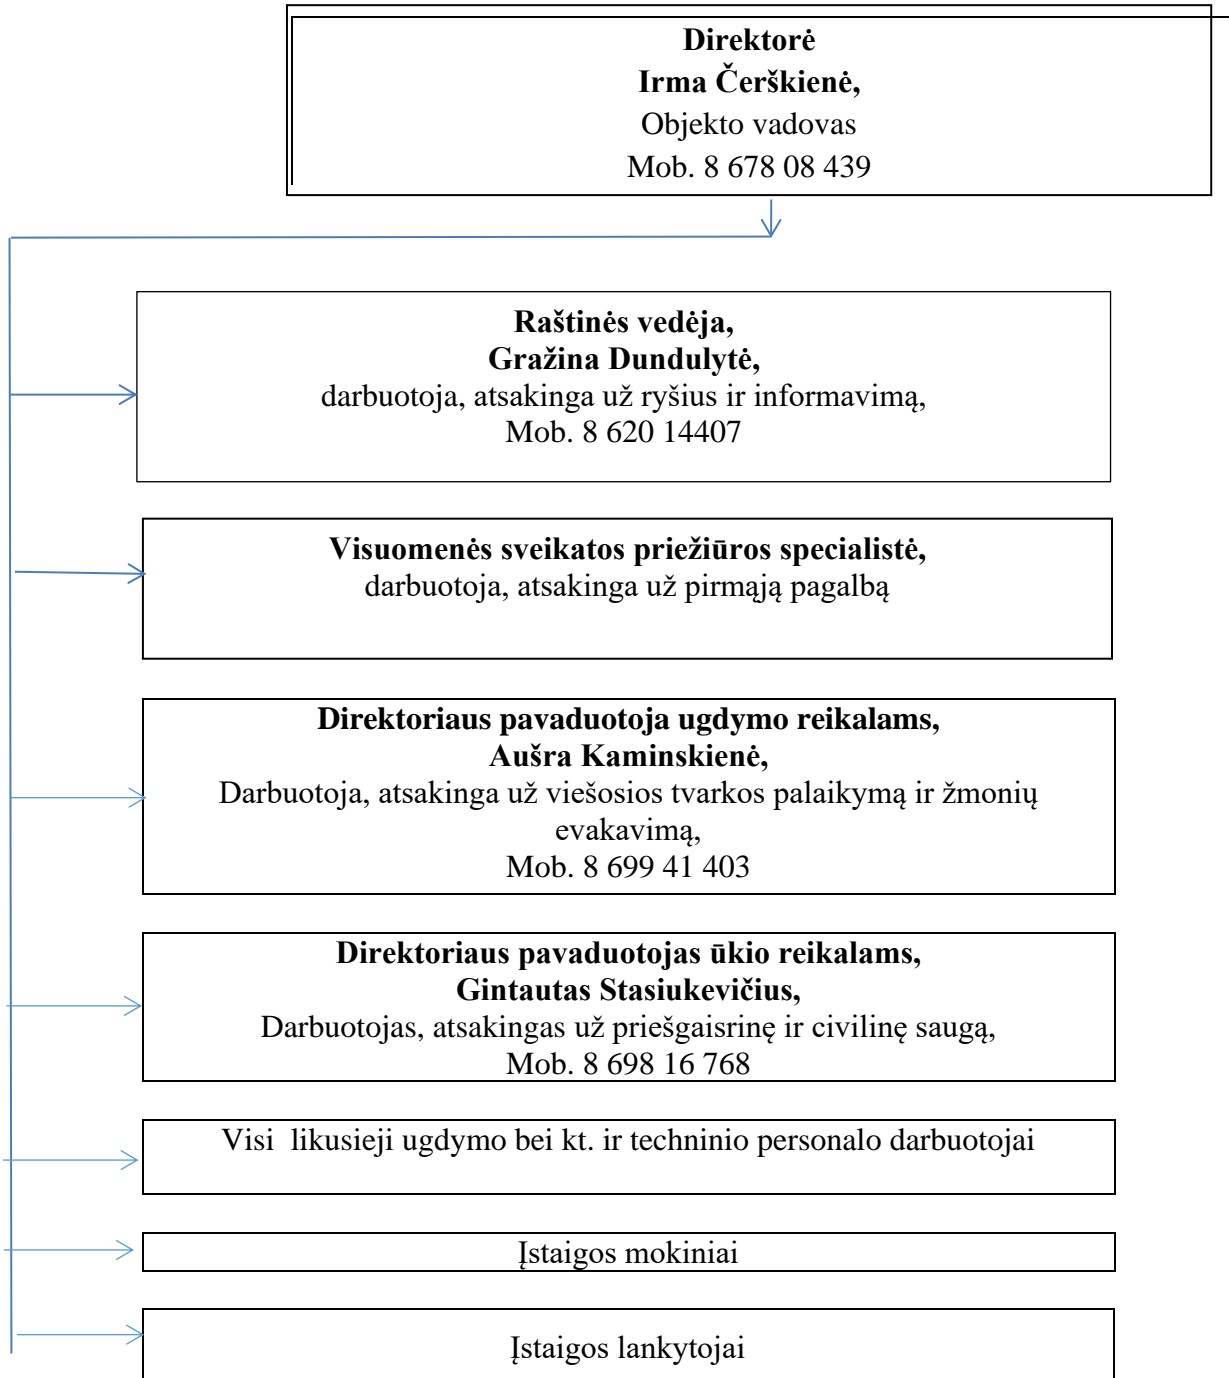 Direktorė
Irma Čerškienė,
Objekto vadovas
Mob. 8 678 08 439
Raštinės vedėja,
Gražina Dundulytė,
darbuotoja, atsakinga už ryšius ir informavimą,
Mob. 8 620 14407
Visuomenės sveikatos priežiūros specialistė,
darbuotoja, atsakinga už pirmąją pagalbą
Direktoriaus pavaduotoja ugdymo reikalams,
Aušra Kaminskienė,
Darbuotoja, atsakinga už viešosios tvarkos palaikymą ir žmonių
evakavimą,
Mob. 8 699 41 403
Direktoriaus pavaduotojas ūkio reikalams,
Gintautas Stasiukevičius,
Darbuotojas, atsakingas už priešgaisrinę ir civilinę saugą,
Mob. 8 698 16 768
Visi likusieji ugdymo bei kt. ir techninio personalo darbuotojai
Įstaigos mokiniai
Įstaigos lankytojai